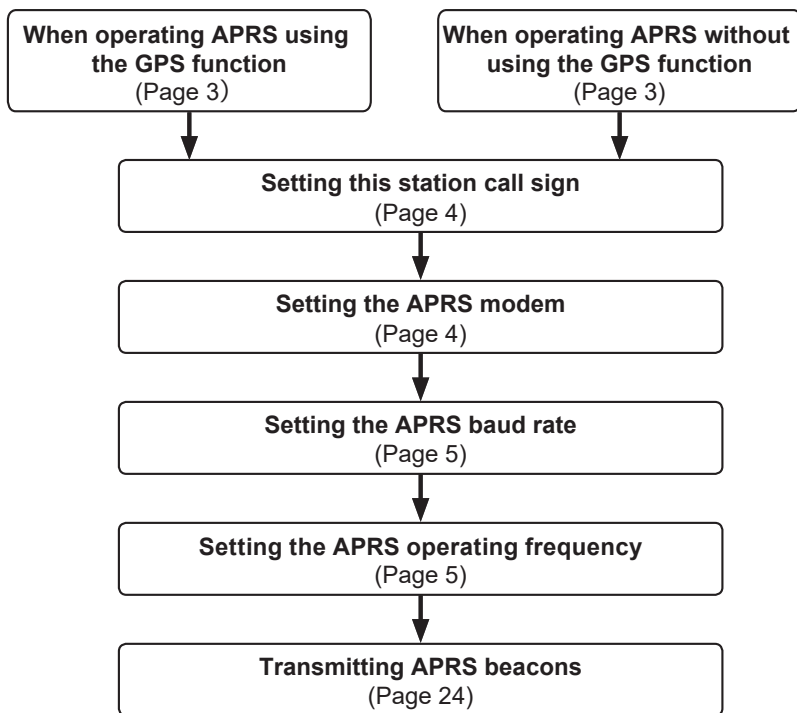 When operating APRS using
the GPS function
(Page 3）
When operating APRS without
using the GPS function
(Page 3)
Setting this station call sign
(Page 4)
Setting the APRS modem
(Page 4)
Setting the APRS baud rate
(Page 5)
Setting the APRS operating frequency
(Page 5)
Transmitting APRS beacons
(Page 24)